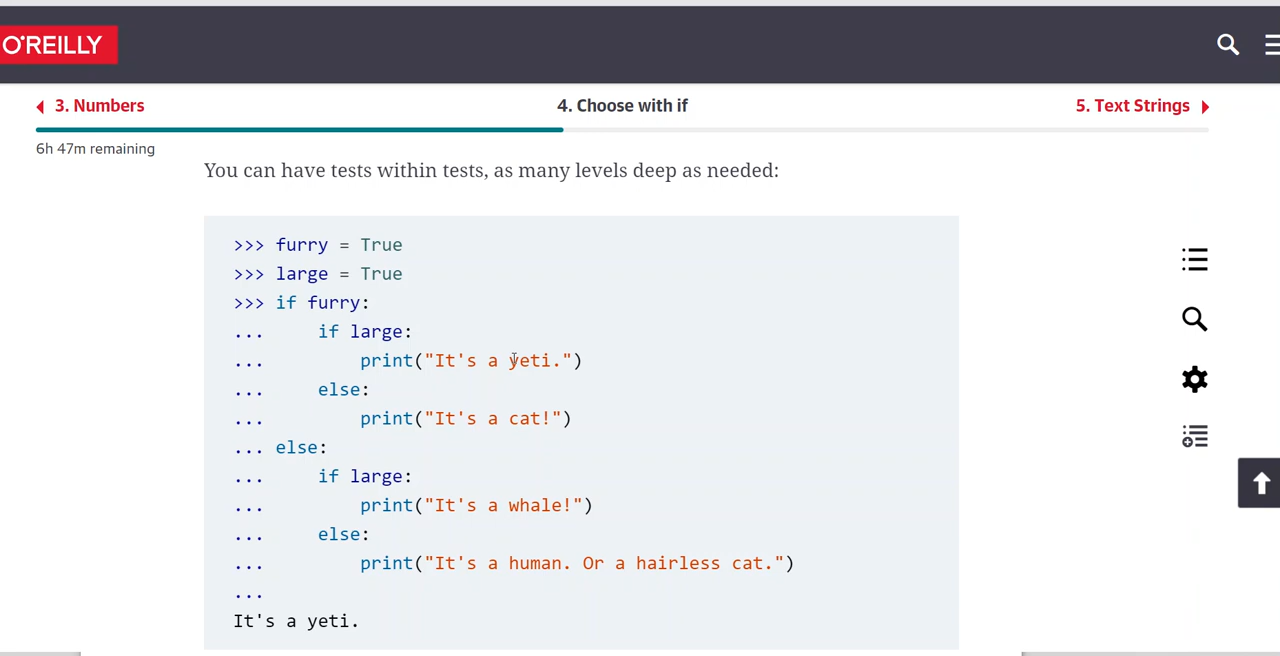 O'REILLY
3. Numbers
4. Choose with if
5. Text Strings
6h 47m remaining
You can have tests within tests, as many levels deep as needed:
>>> furry = True
>>> large = True
>>> if furry:
...     if large:
...         print("It's a yeti.")
...     else:
...         print("It's a cat!")
... else:
...     if large:
...         print("It's a whale!")
...     else:
...         print("It's a human. Or a hairless cat.")
...
It's a yeti.